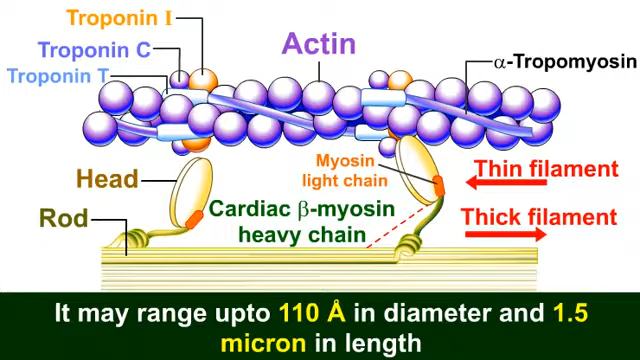 Troponin I
Troponin C
Troponin T
Actin
α-Tropomyosin
Head
Rod
Myosin
light chain
Cardiac β-myosin
heavy chain
Thin filament
Thick filament
It may range upto 110 Å in diameter and 1.5
micron in length